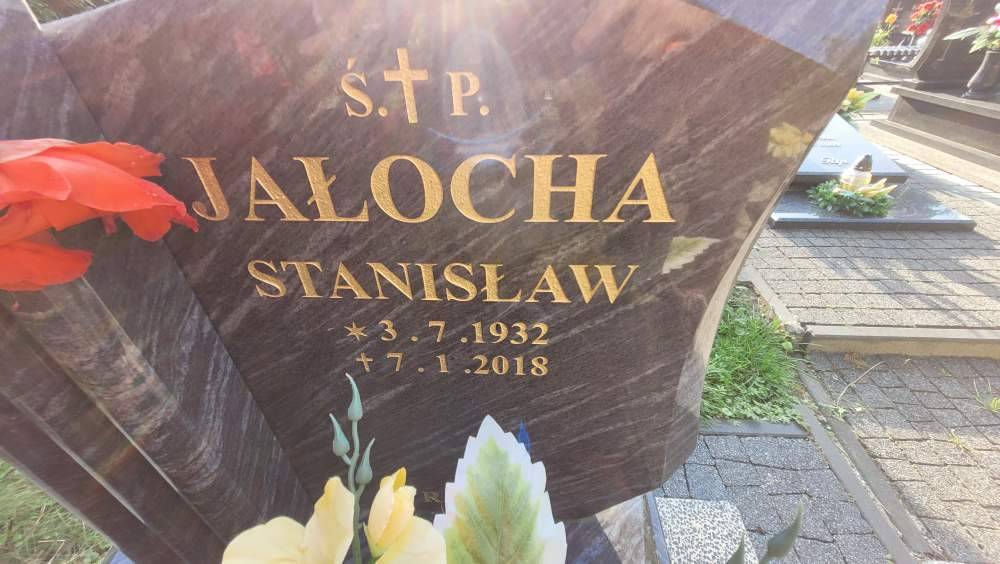 Ś. † P.
JAŁOCHA
STANISŁAW
✶ 3.7.1932
† 7.1.2018